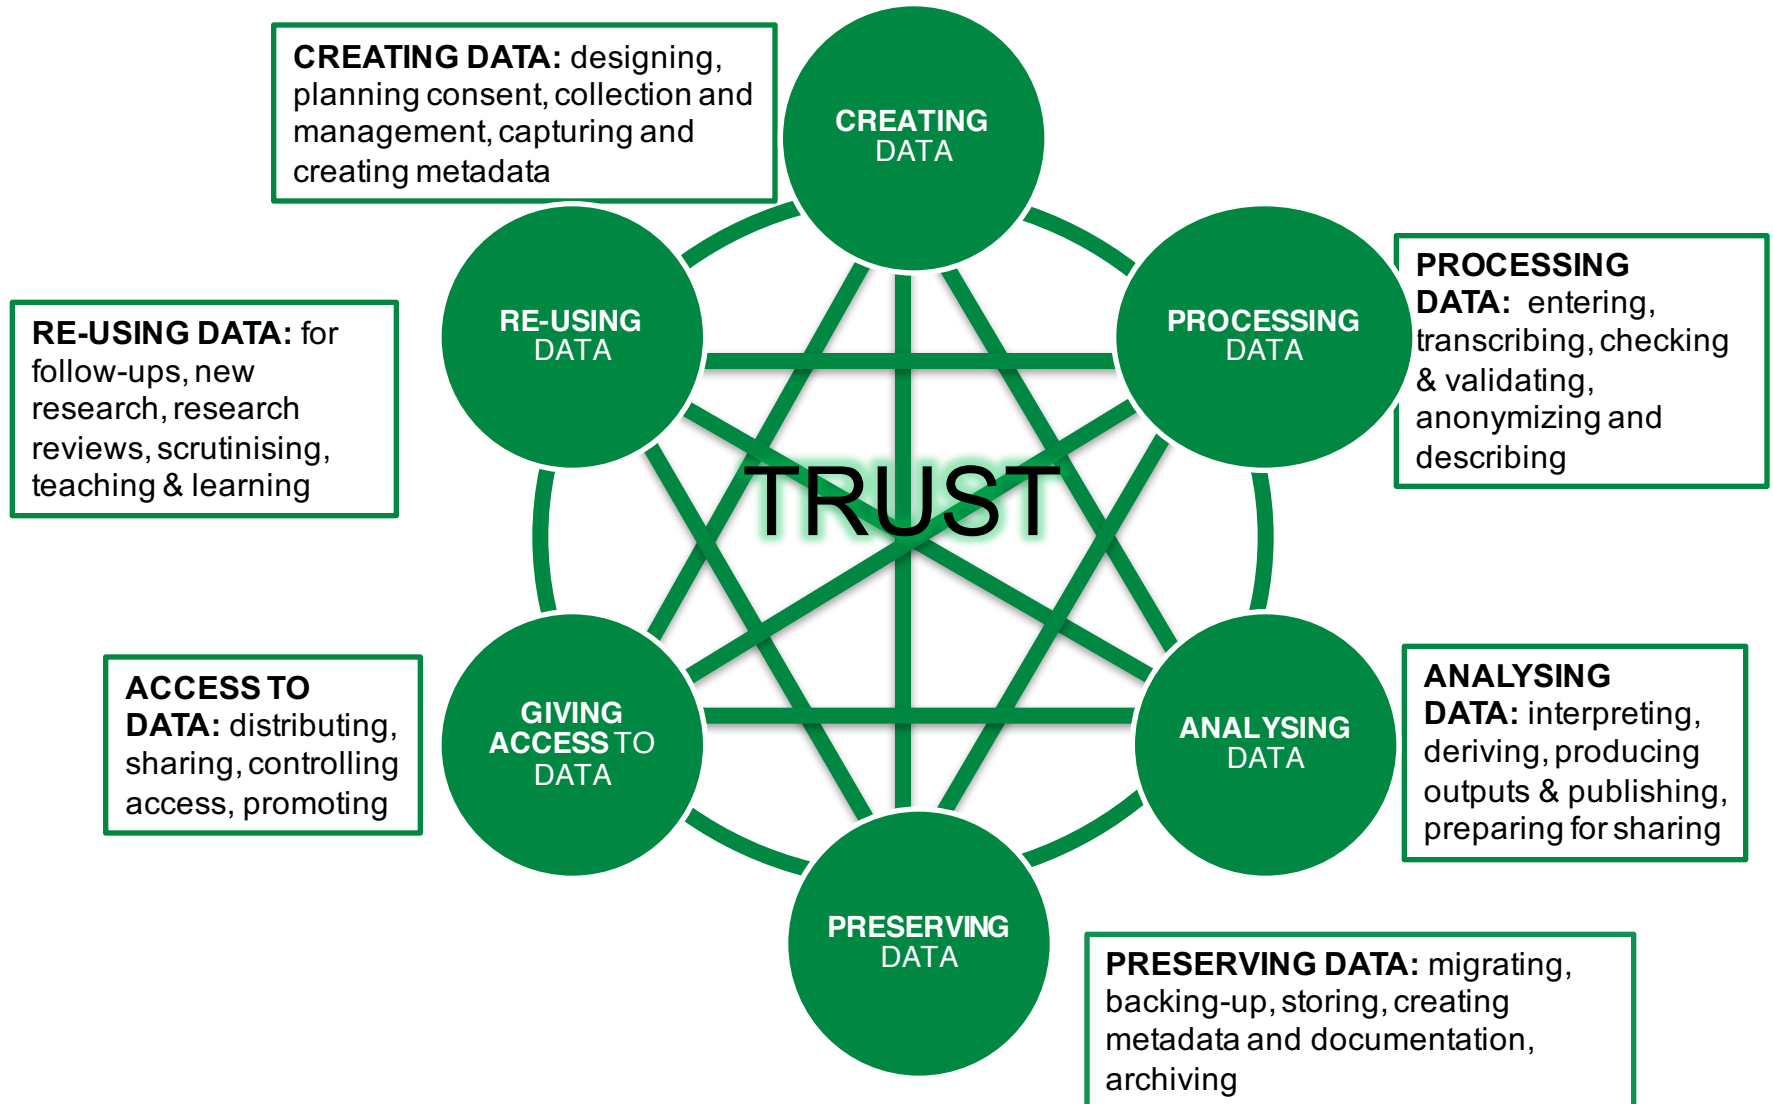 CREATING DATA: designing,
planning consent, collection and
management, capturing and
creating metadata
CREATING
DATA
PROCESSING
DATA: entering,
transcribing, checking
& validating,
anonymizing and
describing
RE-USING
DATA
PROCESSING
DATA
RE-USING DATA: for
follow-ups, new
research, research
reviews, scrutinising,
teaching & learning
TRUST
ACCESS TO
DATA: distributing,
sharing, controlling
access, promoting
GIVING
ACCESS TO
DATA
ANALYSING
DATA
ANALYSING
DATA: interpreting,
deriving, producing
outputs & publishing,
preparing for sharing
PRESERVING
DATA
PRESERVING DATA: migrating,
backing-up, storing, creating
metadata and documentation,
archiving